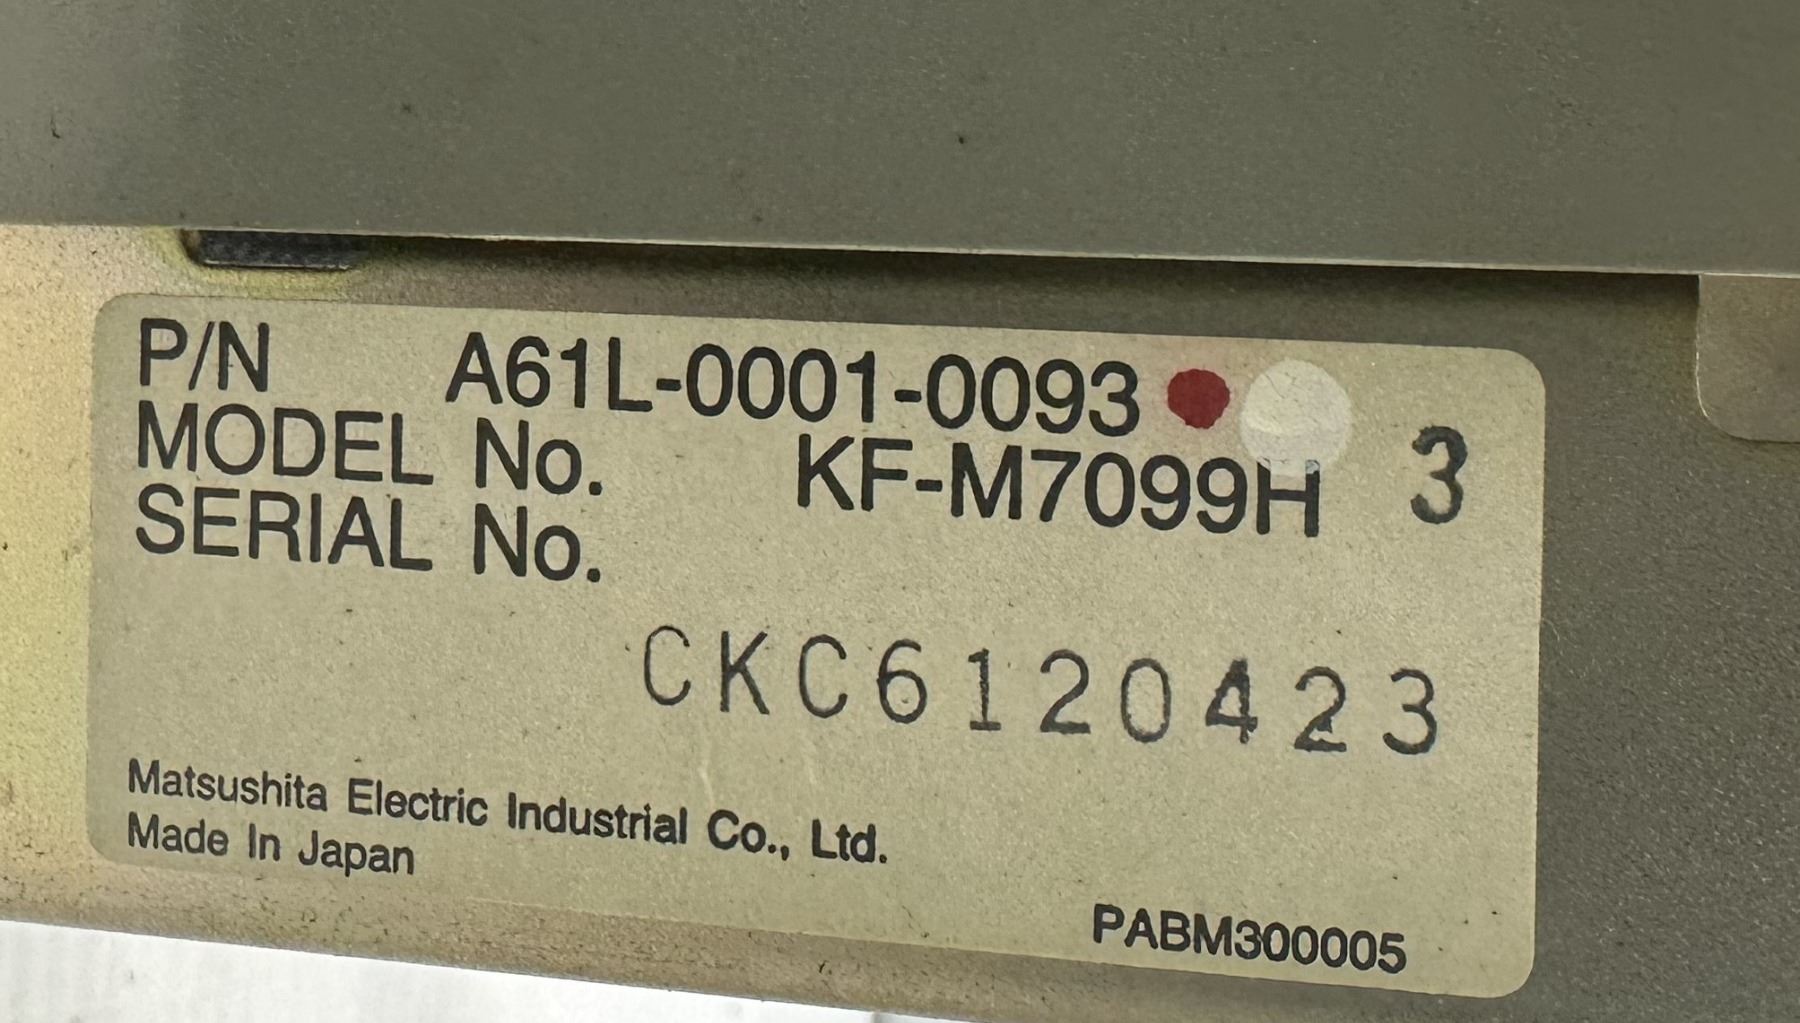 P/N A61L-0001-0093
MODEL No. KF-M7099H 3
SERIAL No.
CKC6120423
Matsushita Electric Industrial Co., Ltd.
Made In Japan
PABM300005